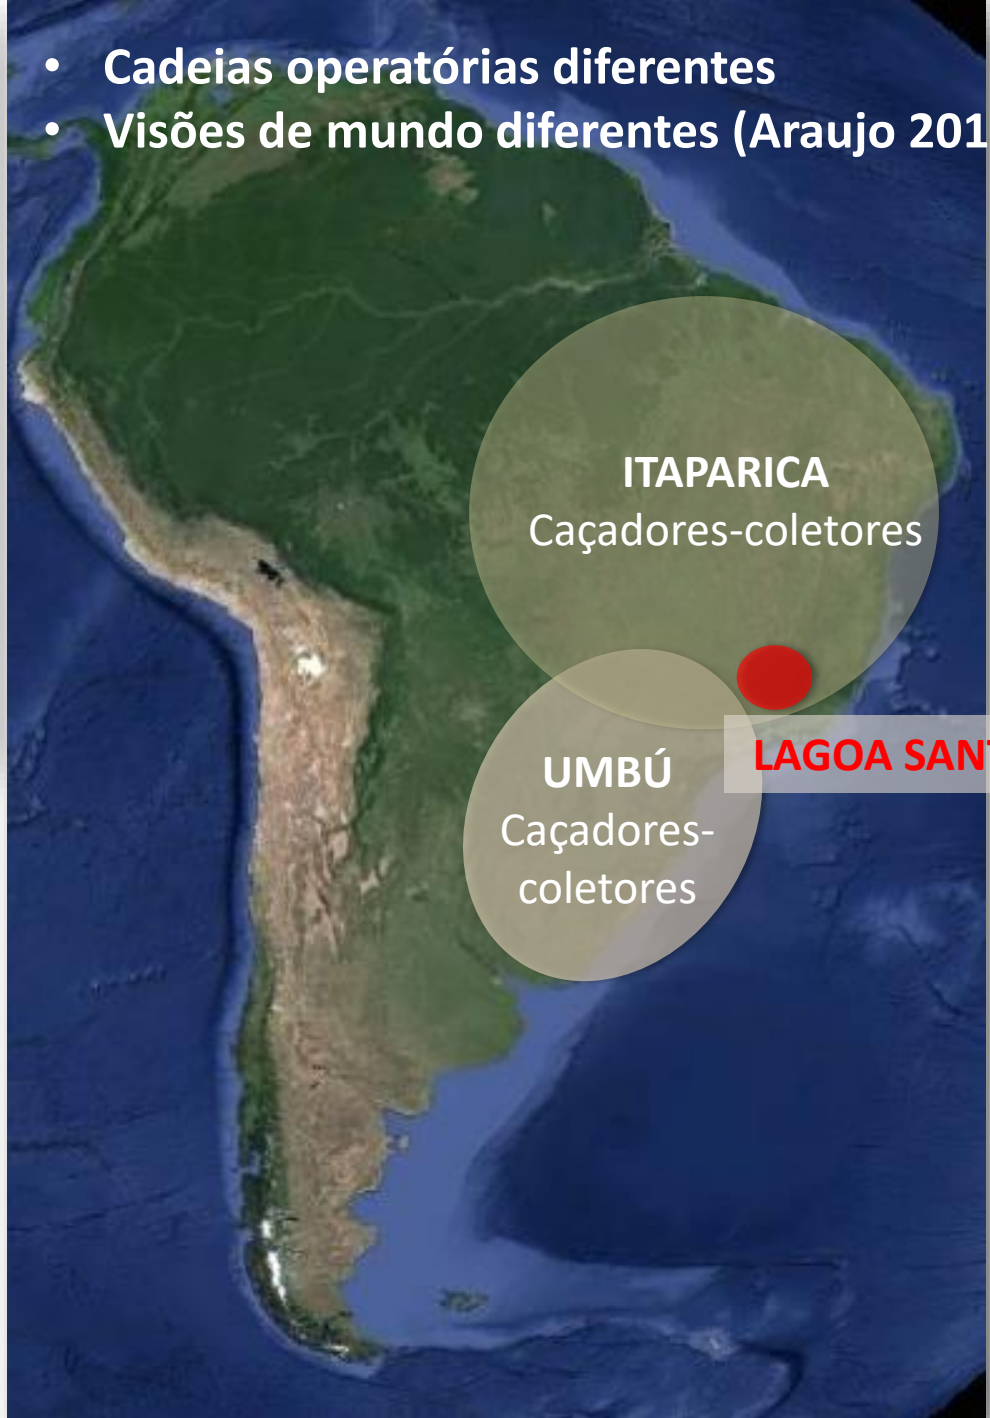 • Cadeias operatórias diferentes
• Visões de mundo diferentes (Araujo 201
ITAPARICA
Caçadores-coletores
UMBÚ
Caçadores-
coletores
LAGOA SAN